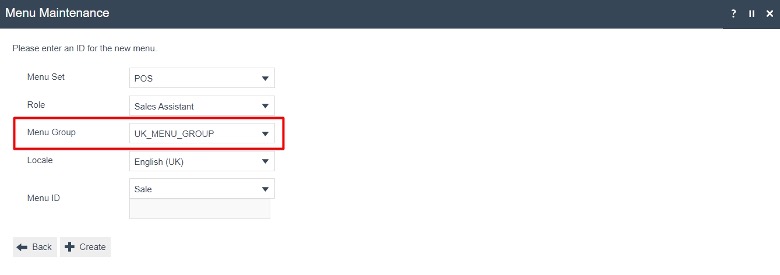 Menu Maintenance
?
Please enter an ID for the new menu
Menu Set POS
Role Sales Assistant
Menu Group UK_MENU_GROUP
Locale English (UK)
Sale
Menu ID
Back Create